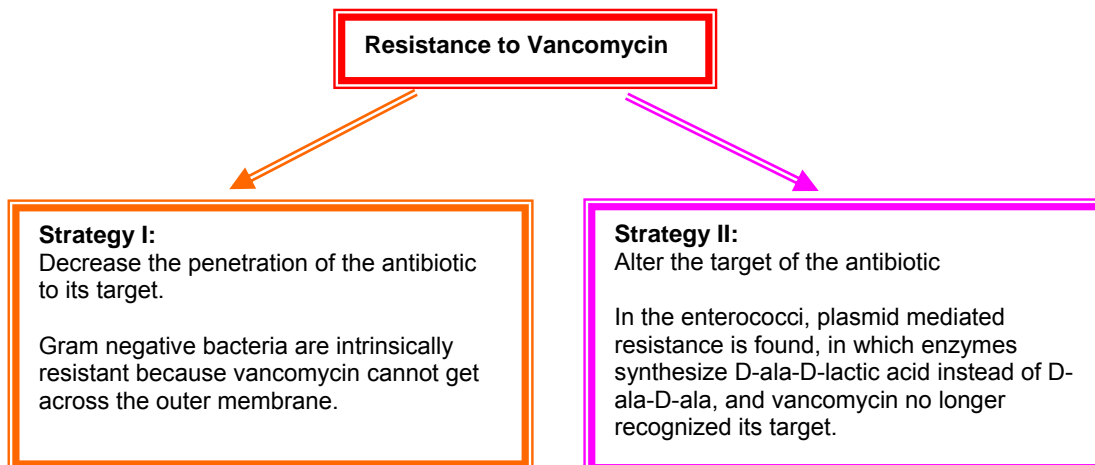 Resistance to Vancomycin
Strategy I:
Decrease the penetration of the antibiotic
to its target.
Gram negative bacteria are intrinsically
resistant because vancomycin cannot get
across the outer membrane.
Strategy II:
Alter the target of the antibiotic
In the enterococci, plasmid mediated
resistance is found, in which enzymes
synthesize D-ala-D-lactic acid instead of D-
ala-D-ala, and vancomycin no longer
recognized its target.